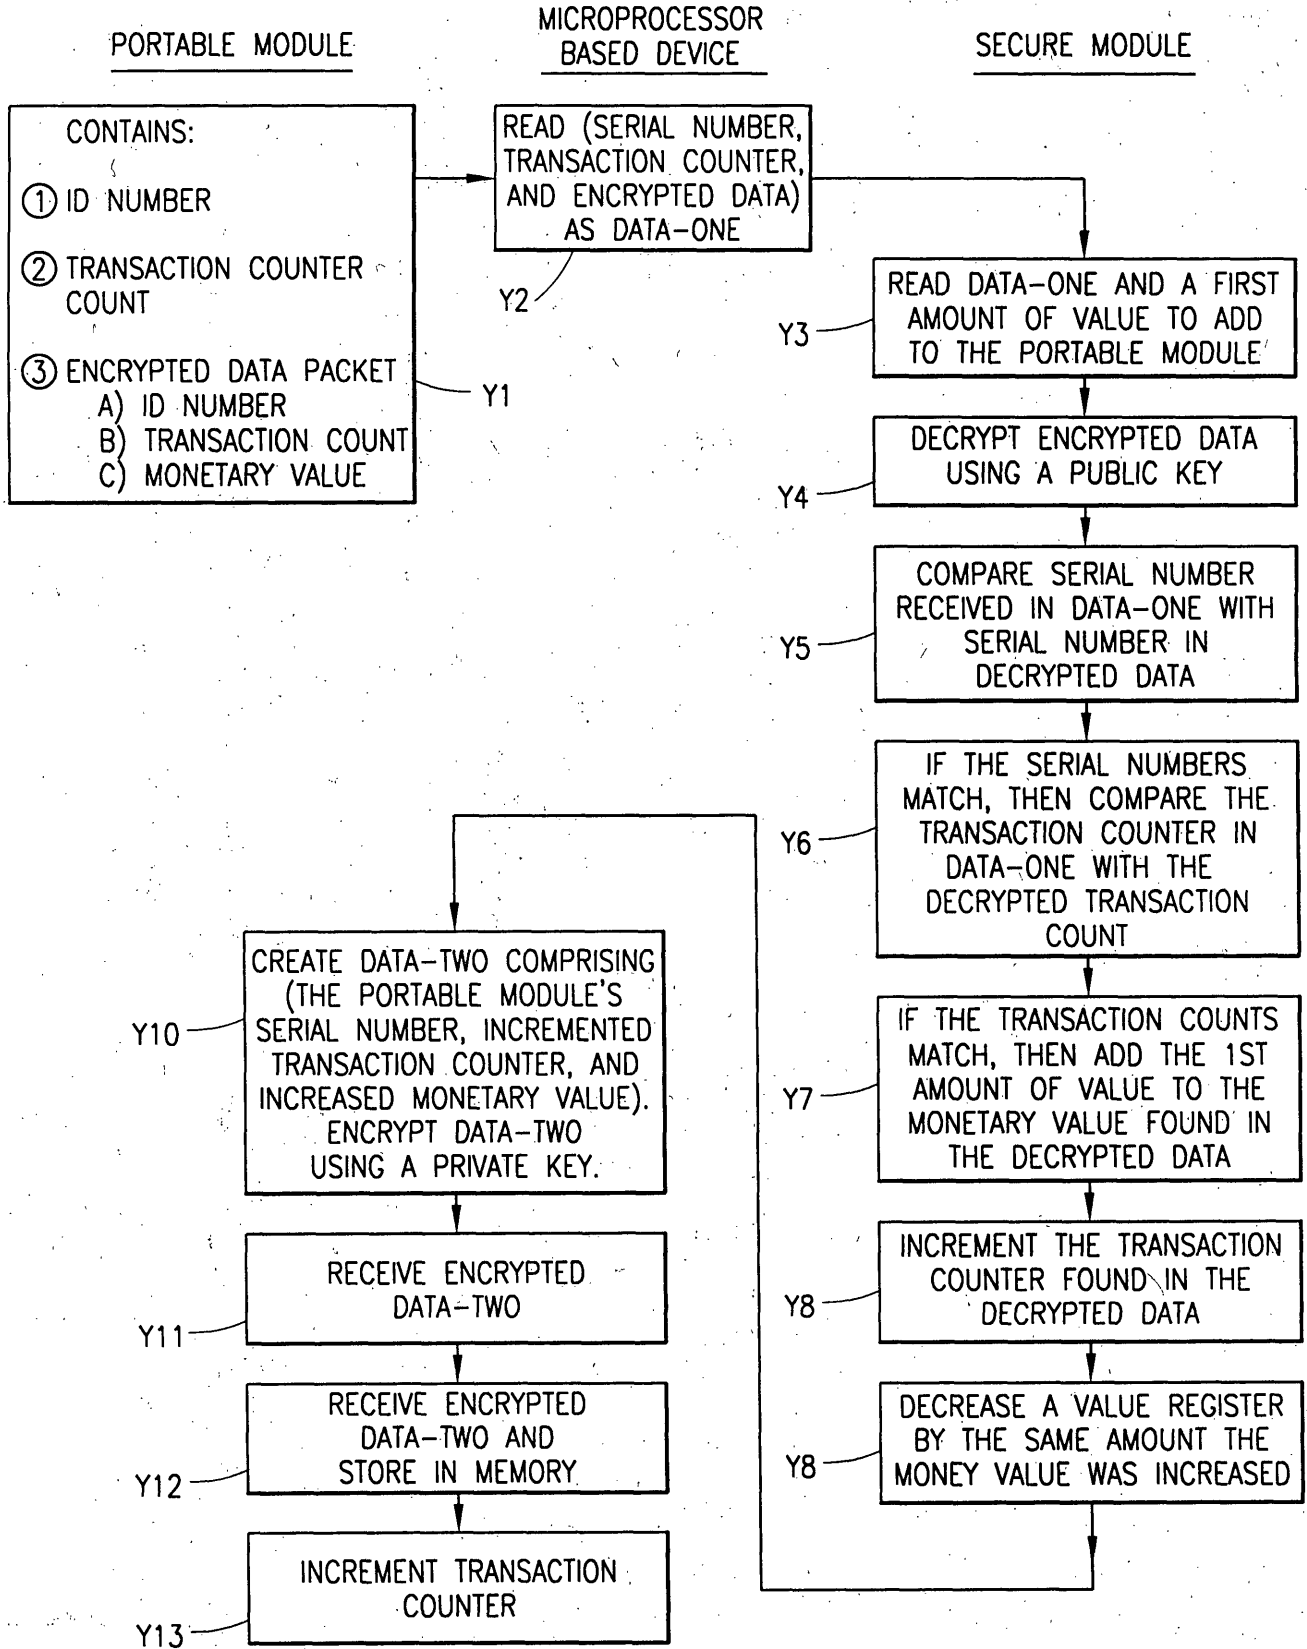 PORTABLE MODULE
MICROPROCESSOR
BASED DEVICE
SECURE MODULE
CONTAINS:
① ID NUMBER
② TRANSACTION COUNTER
COUNT
③ ENCRYPTED DATA PACKET
A) ID NUMBER
B) TRANSACTION COUNT
C) MONETARY VALUE
Y1
READ (SERIAL NUMBER,
TRANSACTION COUNTER,
AND ENCRYPTED DATA)
AS DATA-ONE
Y2
READ DATA-ONE AND A FIRST
AMOUNT OF VALUE TO ADD
TO THE PORTABLE MODULE
Y3
DECRYPT ENCRYPTED DATA
USING A PUBLIC KEY
Y4
COMPARE SERIAL NUMBER
RECEIVED IN DATA-ONE WITH
SERIAL NUMBER IN
DECRYPTED DATA
Y5
IF THE SERIAL NUMBERS
MATCH, THEN COMPARE THE
TRANSACTION COUNTER IN
DATA-ONE WITH THE
DECRYPTED TRANSACTION
COUNT
Y6
IF THE TRANSACTION COUNTS
MATCH, THEN ADD THE 1ST
AMOUNT OF VALUE TO THE
MONETARY VALUE FOUND IN
THE DECRYPTED DATA
Y7
INCREMENT THE TRANSACTION
COUNTER FOUND IN THE
DECRYPTED DATA
Y8
DECREASE A VALUE REGISTER
BY THE SAME AMOUNT THE
MONEY VALUE WAS INCREASED
Y8
CREATE DATA-TWO COMPRISING
(THE PORTABLE MODULE'S
SERIAL NUMBER, INCREMENTED
TRANSACTION COUNTER, AND
INCREASED MONETARY VALUE).
ENCRYPT DATA-TWO
USING A PRIVATE KEY.
Y10
RECEIVE ENCRYPTED
DATA-TWO
Y11
RECEIVE ENCRYPTED
DATA-TWO AND
STORE IN MEMORY
Y12
INCREMENT TRANSACTION
COUNTER
Y13